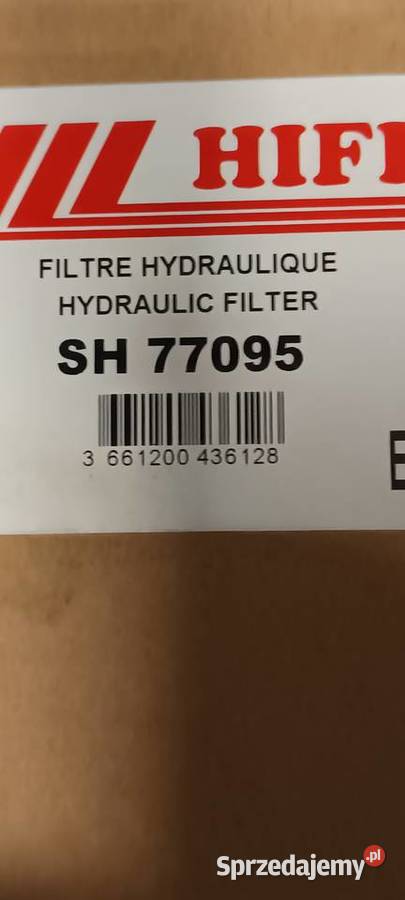 HIFI
FILTRE HYDRAULIQUE
HYDRAULIC FILTER
SH 77095
3 661200 436128
E
Sprzedajemy.pl